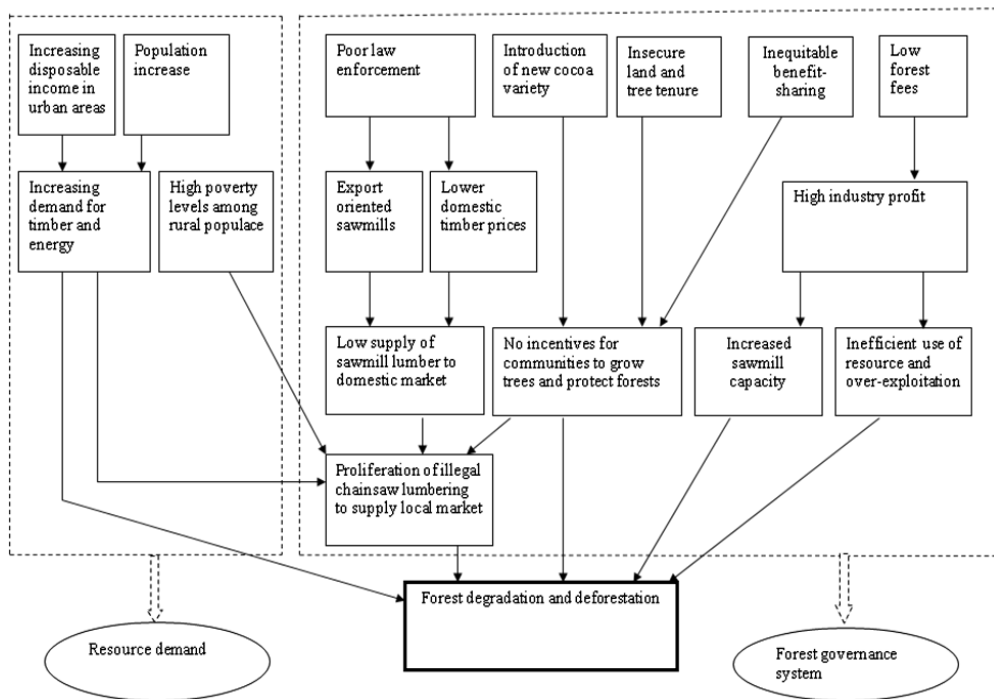 Increasing
disposable
income in
urban areas
Population
increase
Poor law
enforcement
Introduction
of new cocoa
variety
Insecure
land and
tree tenure
Inequitable
benefit-
sharing
Low
forest
fees
Increasing
demand for
timber and
energy
High poverty
levels among
rural populace
Export
oriented
sawmills
Lower
domestic
timber prices
High industry profit
Low supply of
sawmill lumber to
domestic market
No incentives for
communities to grow
trees and protect forests
Increased
sawmill
capacity
Inefficient use of
resource and
over-exploitation
Proliferation of illegal
chainsaw lumbering
to supply local market
Forest degradation and deforestation
Resource demand
Forest governance
system